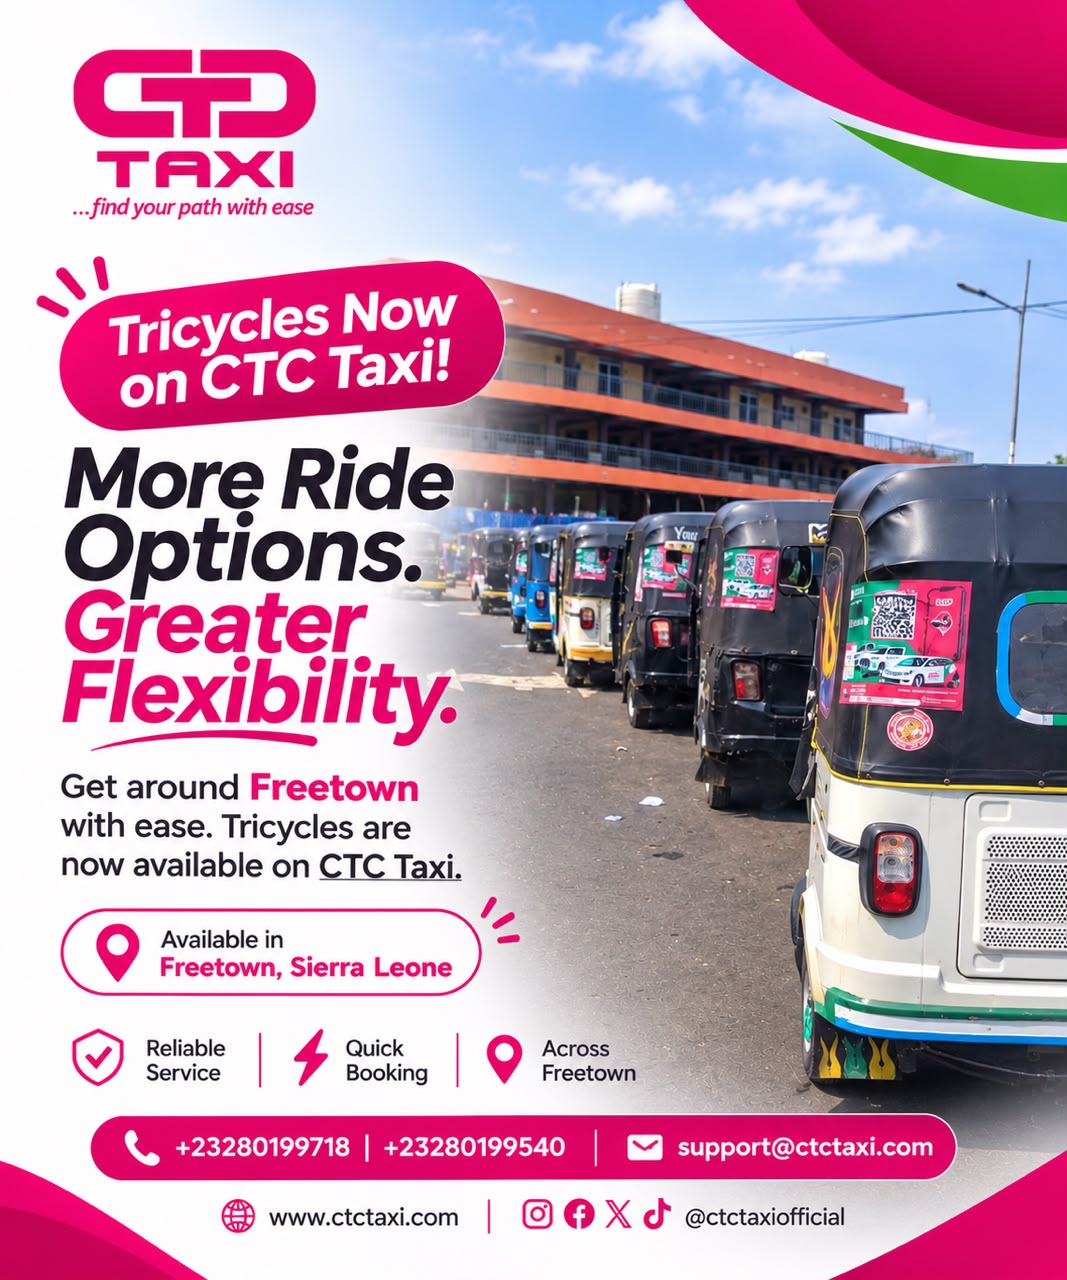 CTC
TAXI
...find your path with ease
Tricycles Now
on CTC Taxi!
More Ride
Options.
Greater
Flexibility.
Get around Freetown
with ease. Tricycles are
now available on CTC Taxi.
Available in
Freetown, Sierra Leone
Reliable
Service
Quick
Booking
Across
Freetown
+23280199718 | +23280199540
support@ctctaxi.com
www.ctctaxi.com
@ctctaxiofficial